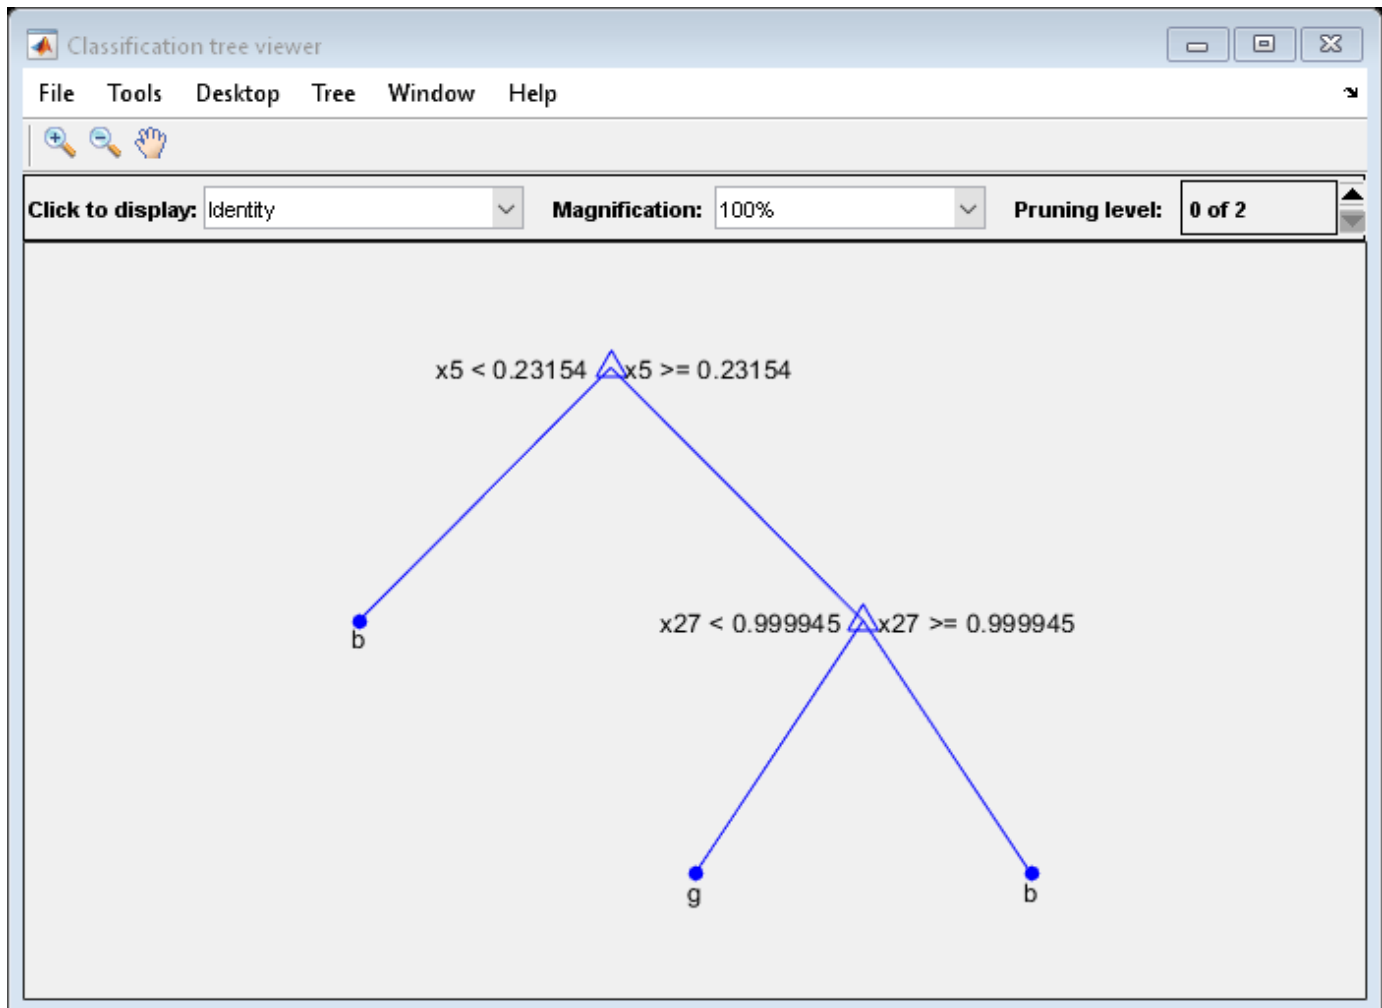 Classification tree viewer
File Tools Desktop Tree Window Help
Click to display: Identity Magnification: 100% Pruning level: 0 of 2
x5 < 0.23154 x5 >= 0.23154
b
x27 < 0.999945 x27 >= 0.999945
g
b